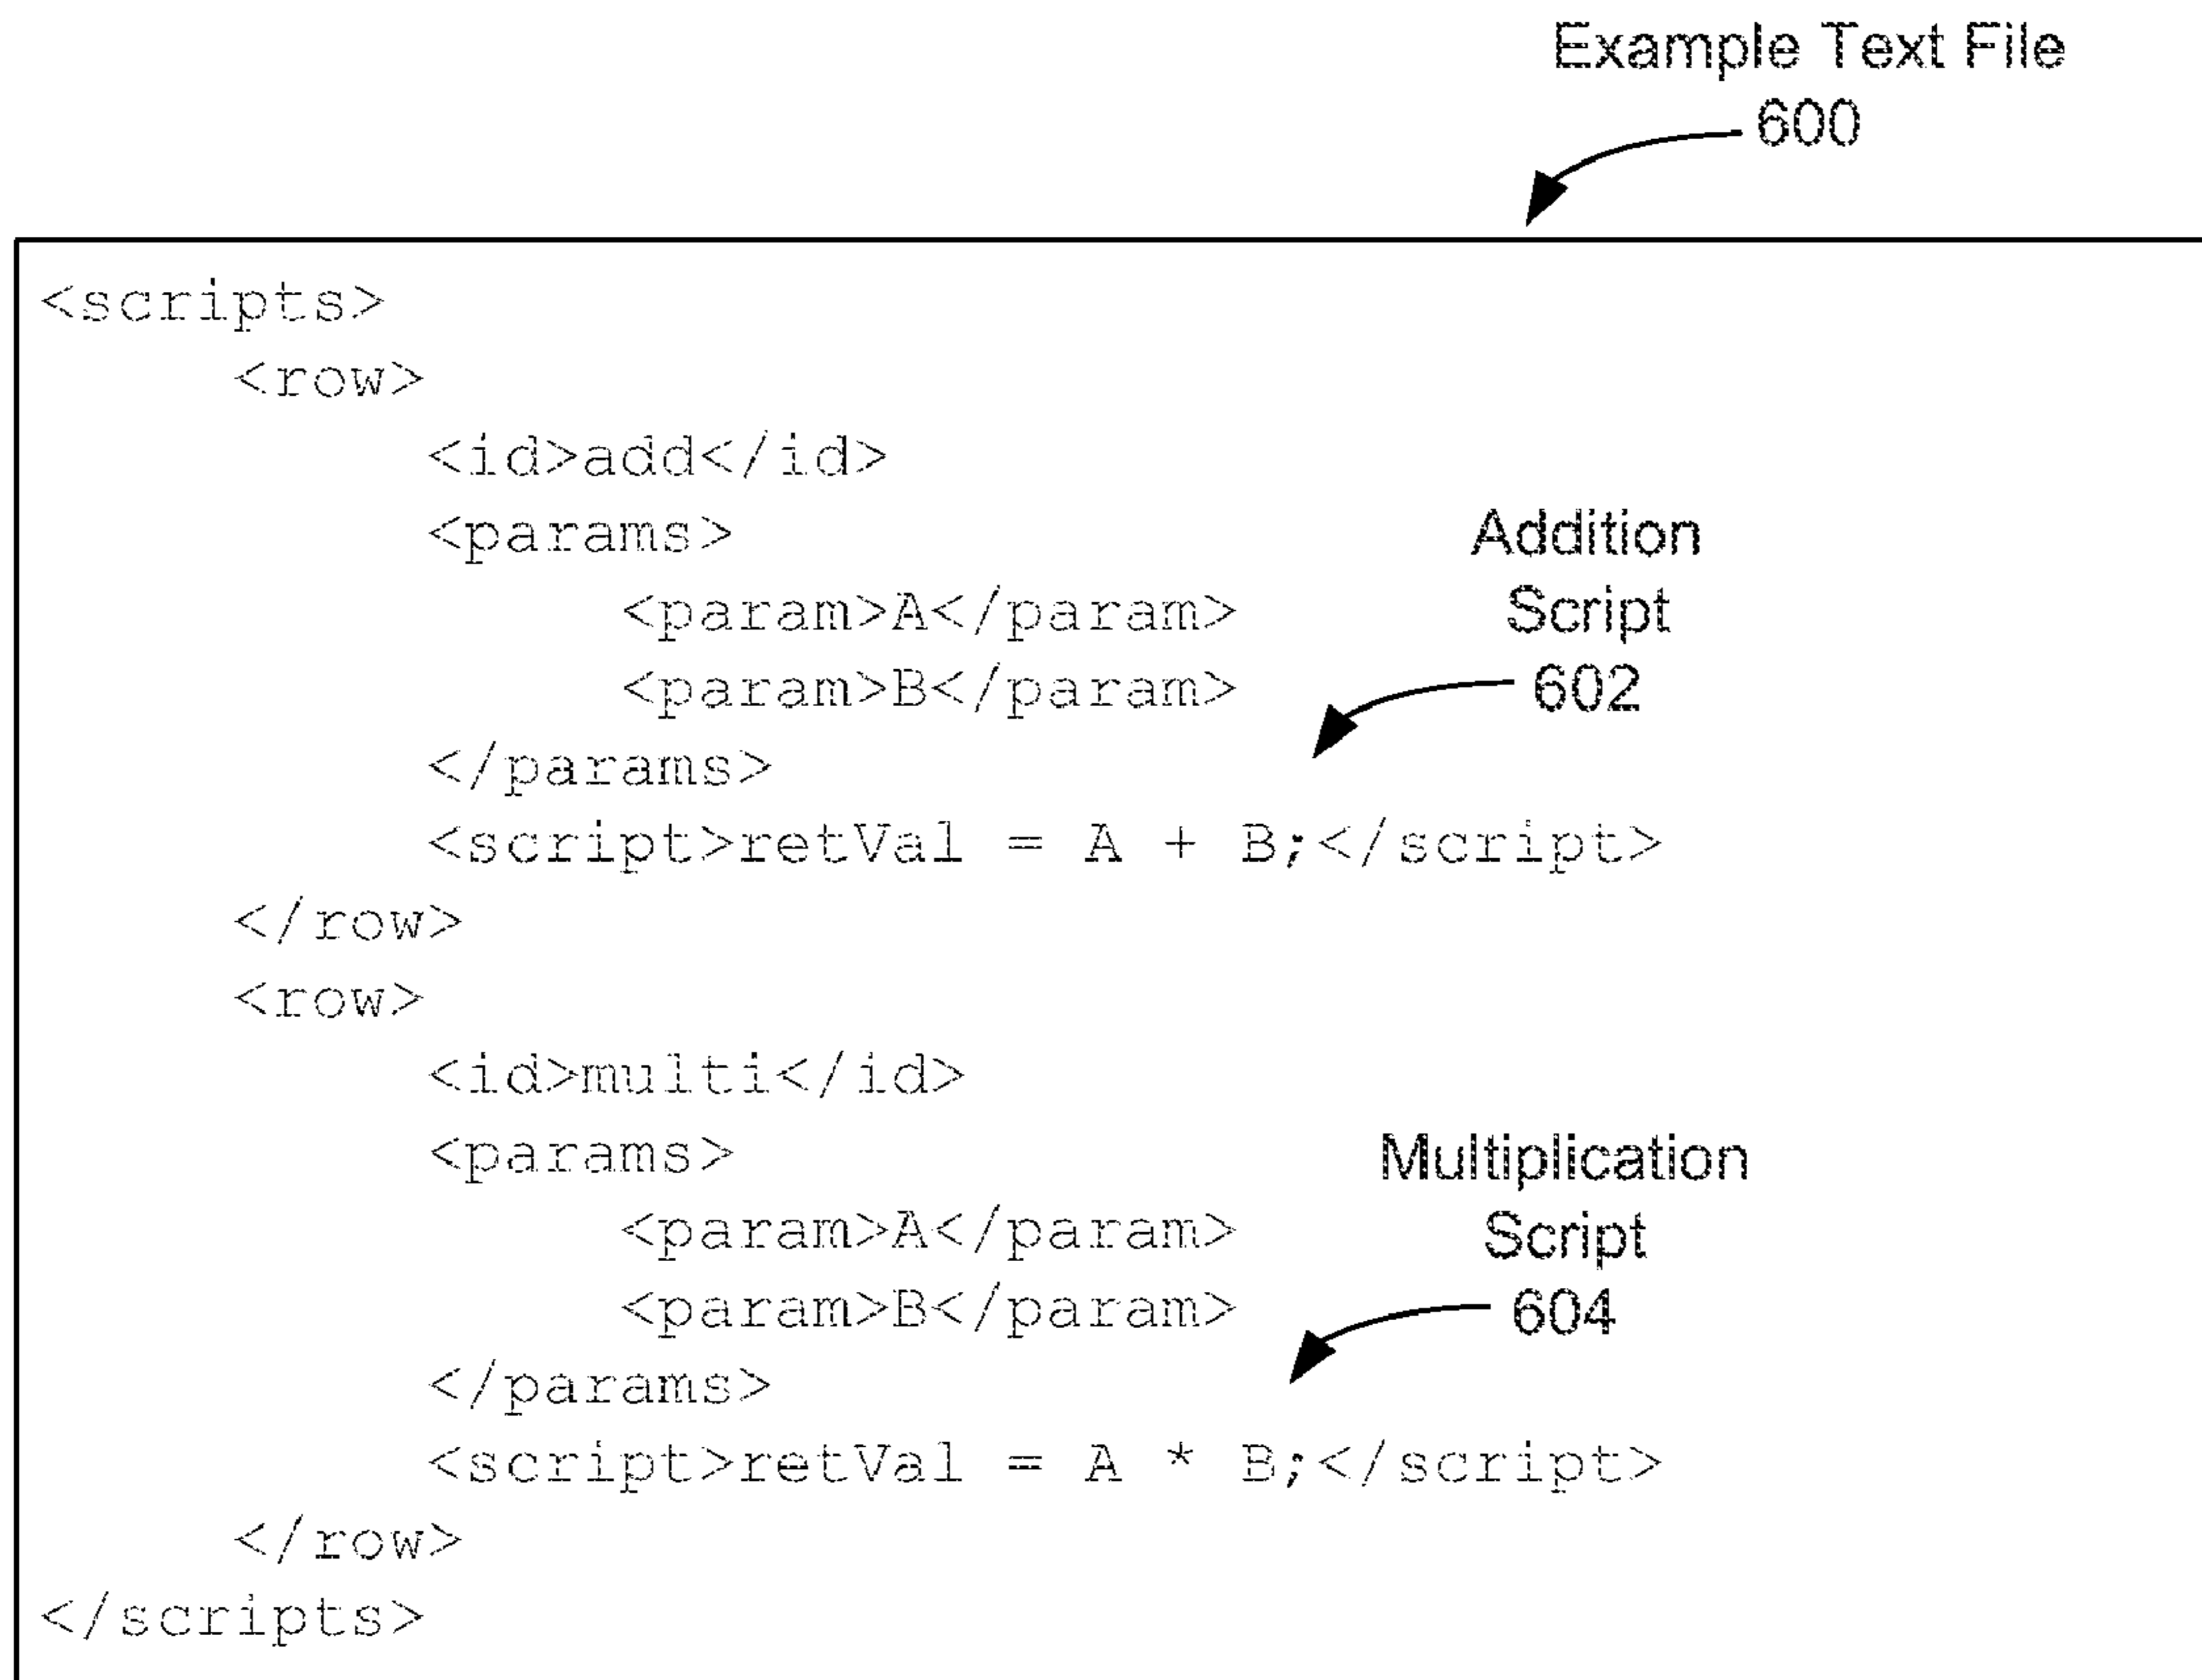 Example Text File
600
<scripts>
<row>
<id>add</id>
<params>
<param>A</param>
<param>B</param>
</params>
<script>retVal = A + B;</script>
</row>
<row>
<id>multi</id>
<params>
<param>A</param>
<param>B</param>
</params>
<script>retVal = A * B;</script>
</row>
</scripts>
Addition
Script
602
Multiplication
Script
604